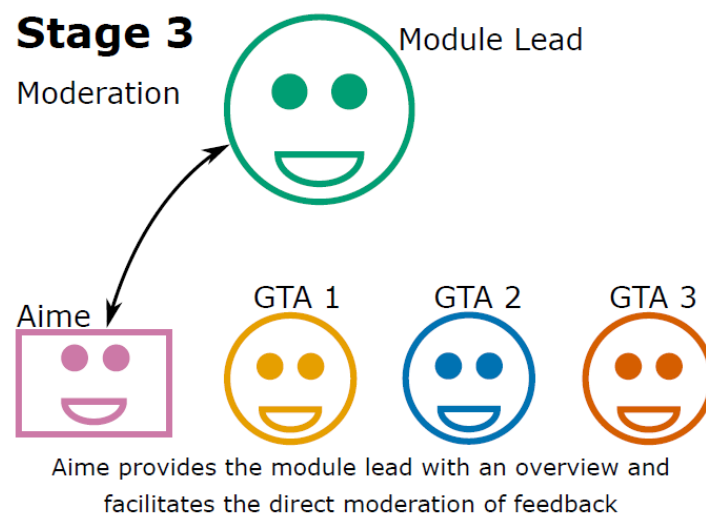 Stage 3
Module Lead
Moderation
Aime
GTA 1
GTA 2
GTA 3
Aime provides the module lead with an overview and
facilitates the direct moderation of feedback